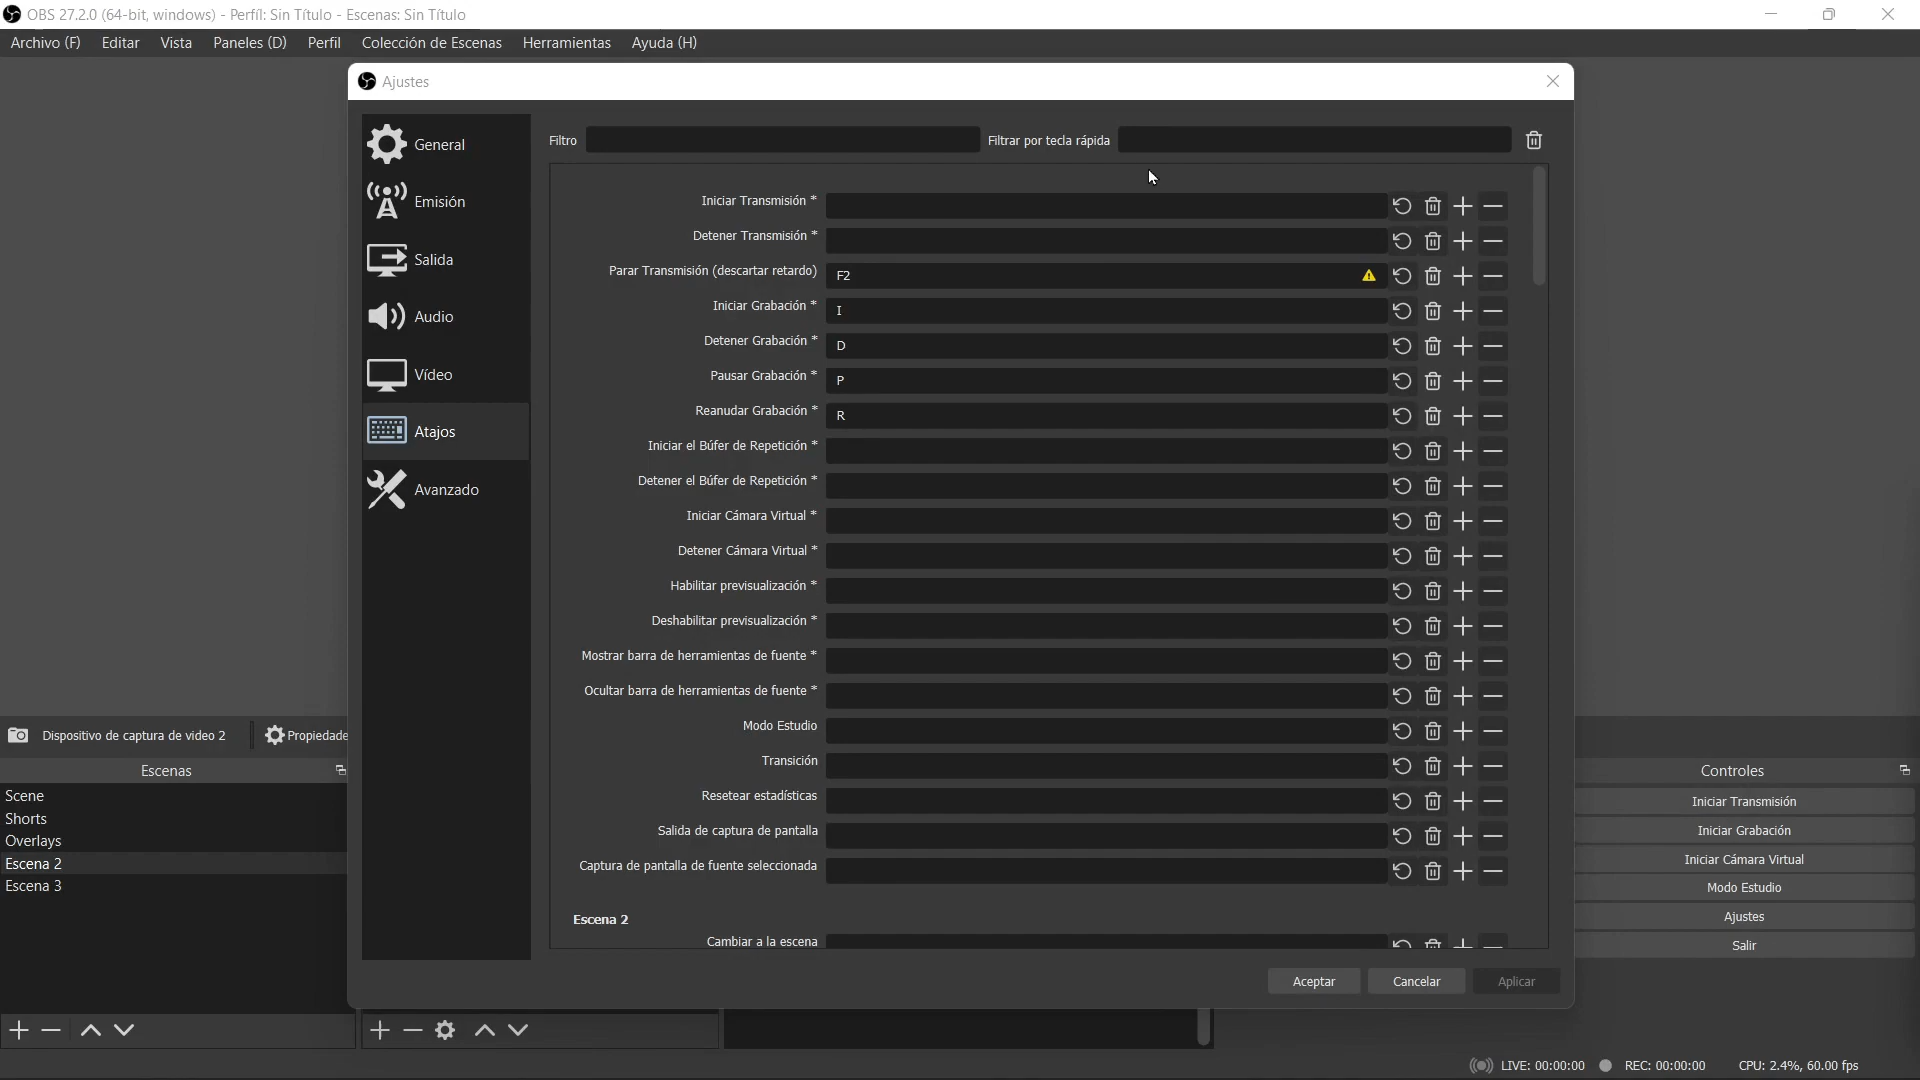 OBS 27.2.0 (64-bit, windows) - Perfil: Sin Título - Escenas: Sin Título
Archivo (F) Editar Vista Paneles (D) Perfil Colección de Escenas Herramientas Ayuda (H)
Ajustes
General
Emisión
Salida
Audio
Vídeo
Atajos
Avanzado
Filtro
Filtrar por tecla rápida
Iniciar Transmisión *
Detener Transmisión *
Parar Transmisión (descartar retardo) F2
Iniciar Grabación * I
Detener Grabación * D
Pausar Grabación * P
Reanudar Grabación * R
Iniciar el Búfer de Repetición *
Detener el Búfer de Repetición *
Iniciar Cámara Virtual *
Detener Cámara Virtual *
Habilitar previsualización *
Deshabilitar previsualización *
Mostrar barra de herramientas de fuente *
Ocultar barra de herramientas de fuente *
Modo Estudio
Transición
Resetear estadísticas
Salida de captura de pantalla
Captura de pantalla de fuente seleccionada
Escena 2
Cambiar a la escena
Aceptar Cancelar Aplicar
Dispositivo de captura de video 2
Propiedade
Escenas
Scene
Shorts
Overlays
Escena 2
Escena 3
Controles
Iniciar Transmisión
Iniciar Grabación
Iniciar Cámara Virtual
Modo Estudio
Ajustes
Salir
LIVE: 00:00:00 REC: 00:00:00 CPU: 2.4%, 60.00 fps